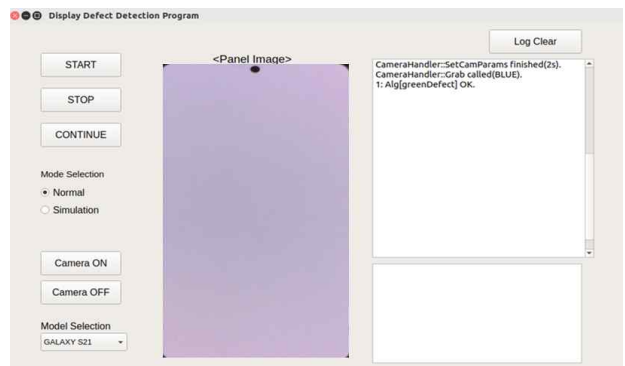 Display Defect Detection Program
Log Clear
START
STOP
CONTINUE
Mode Selection
Normal
Simulation
Camera ON
Camera OFF
Model Selection
GALAXY S21
<Panel Image>
CameraHandler::SetCamParams finished(2s).
CameraHandler::Grab called(BLUE).
1: Alg[greenDefect] OK.